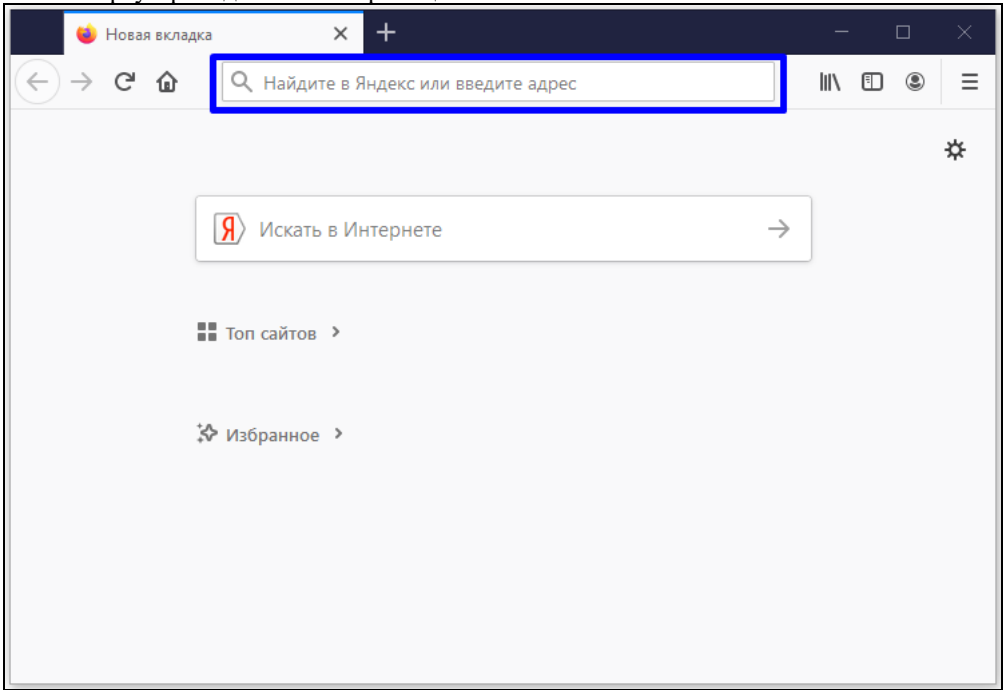 Новая вкладка
Найдите в Яндекс или введите адрес
Я Искать в Интернете
Топ сайтов
Избранное